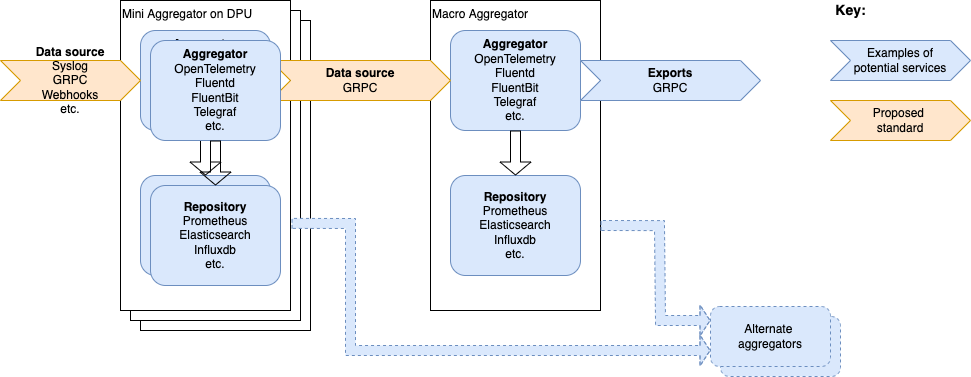 Mini Aggregator on DPU
Data source
Syslog
GRPC
Webhooks
etc.
Aggregator
OpenTelemetry
Fluentd
FluentBit
Telegraf
etc.
Repository
Prometheus
Elasticsearch
Influxdb
etc.
Data source
GRPC
Macro Aggregator
Aggregator
OpenTelemetry
Fluentd
FluentBit
Telegraf
etc.
Repository
Prometheus
Elasticsearch
Influxdb
etc.
Exports
GRPC
Alternate
aggregators
Key:
Examples of
potential services
Proposed
standard